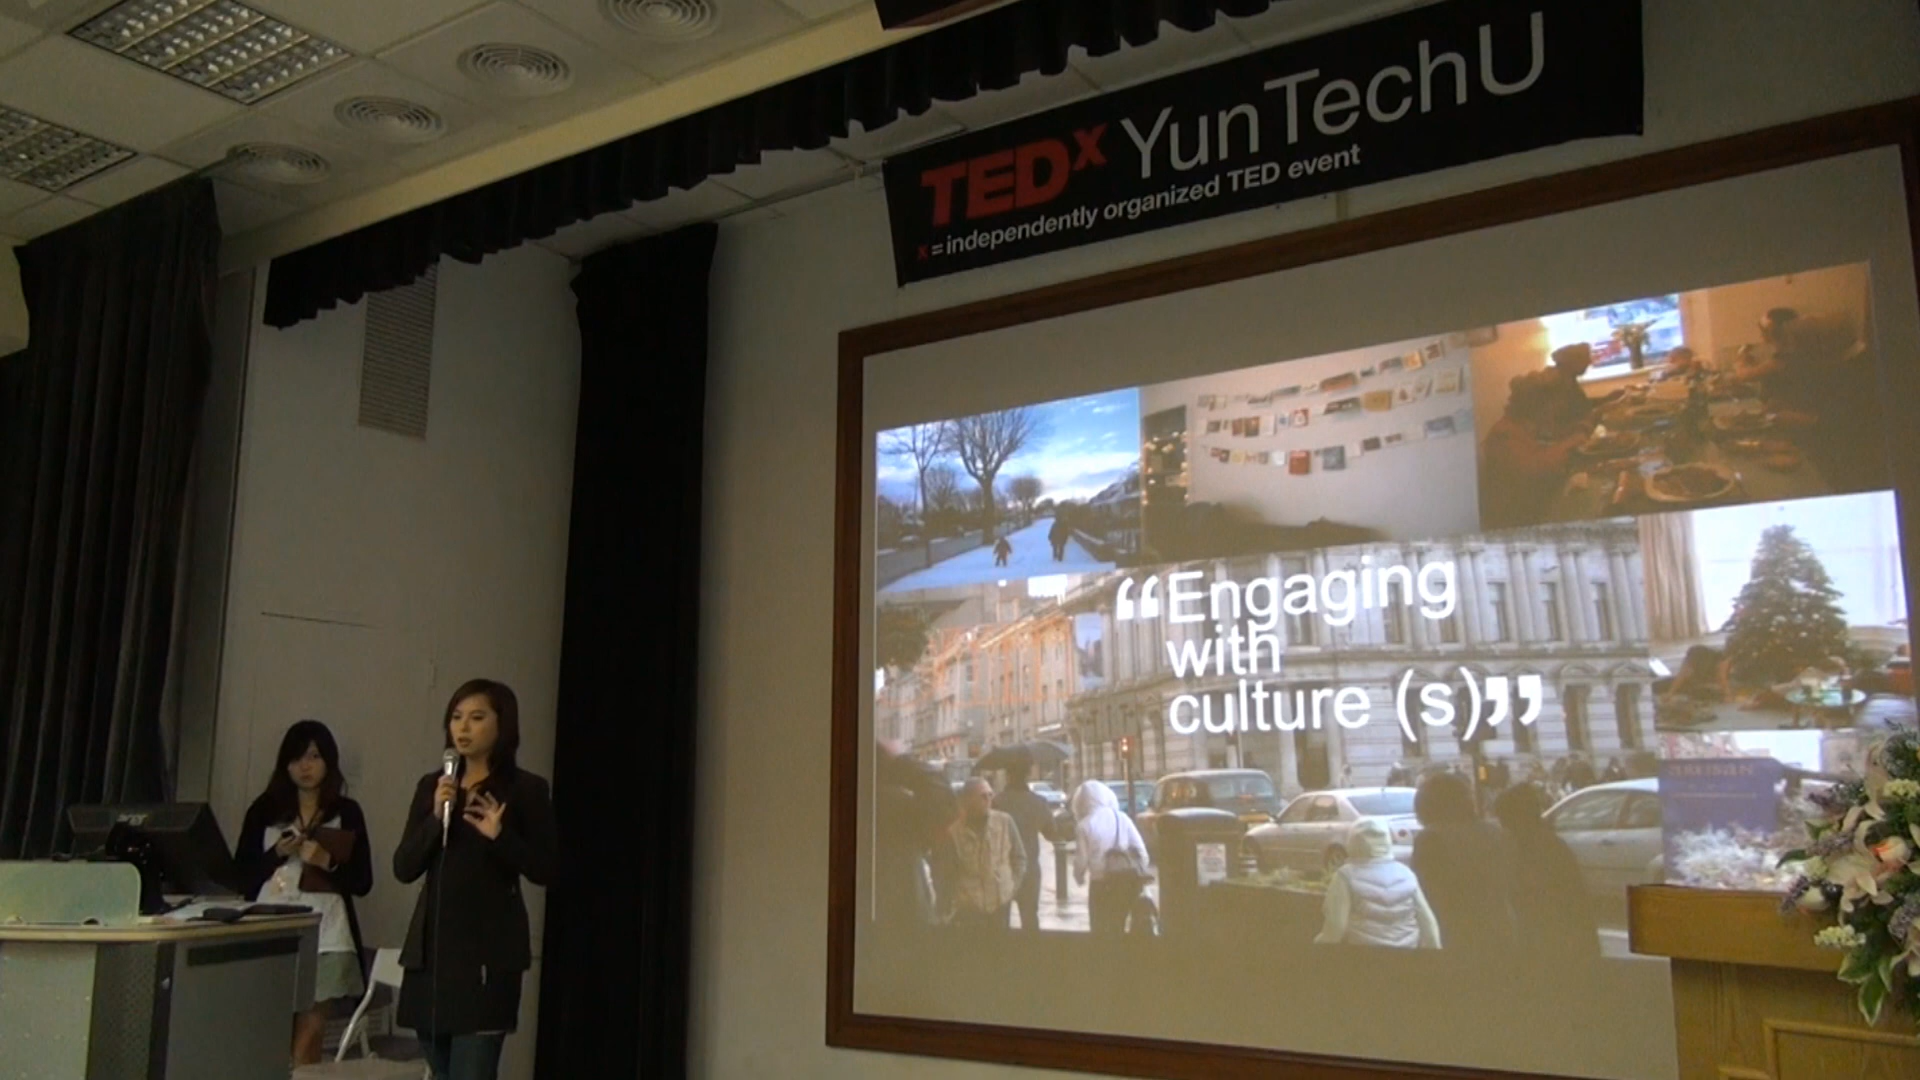 TEDx YunTechU
x = independently organized TED event
“Engaging
with
culture (s)”